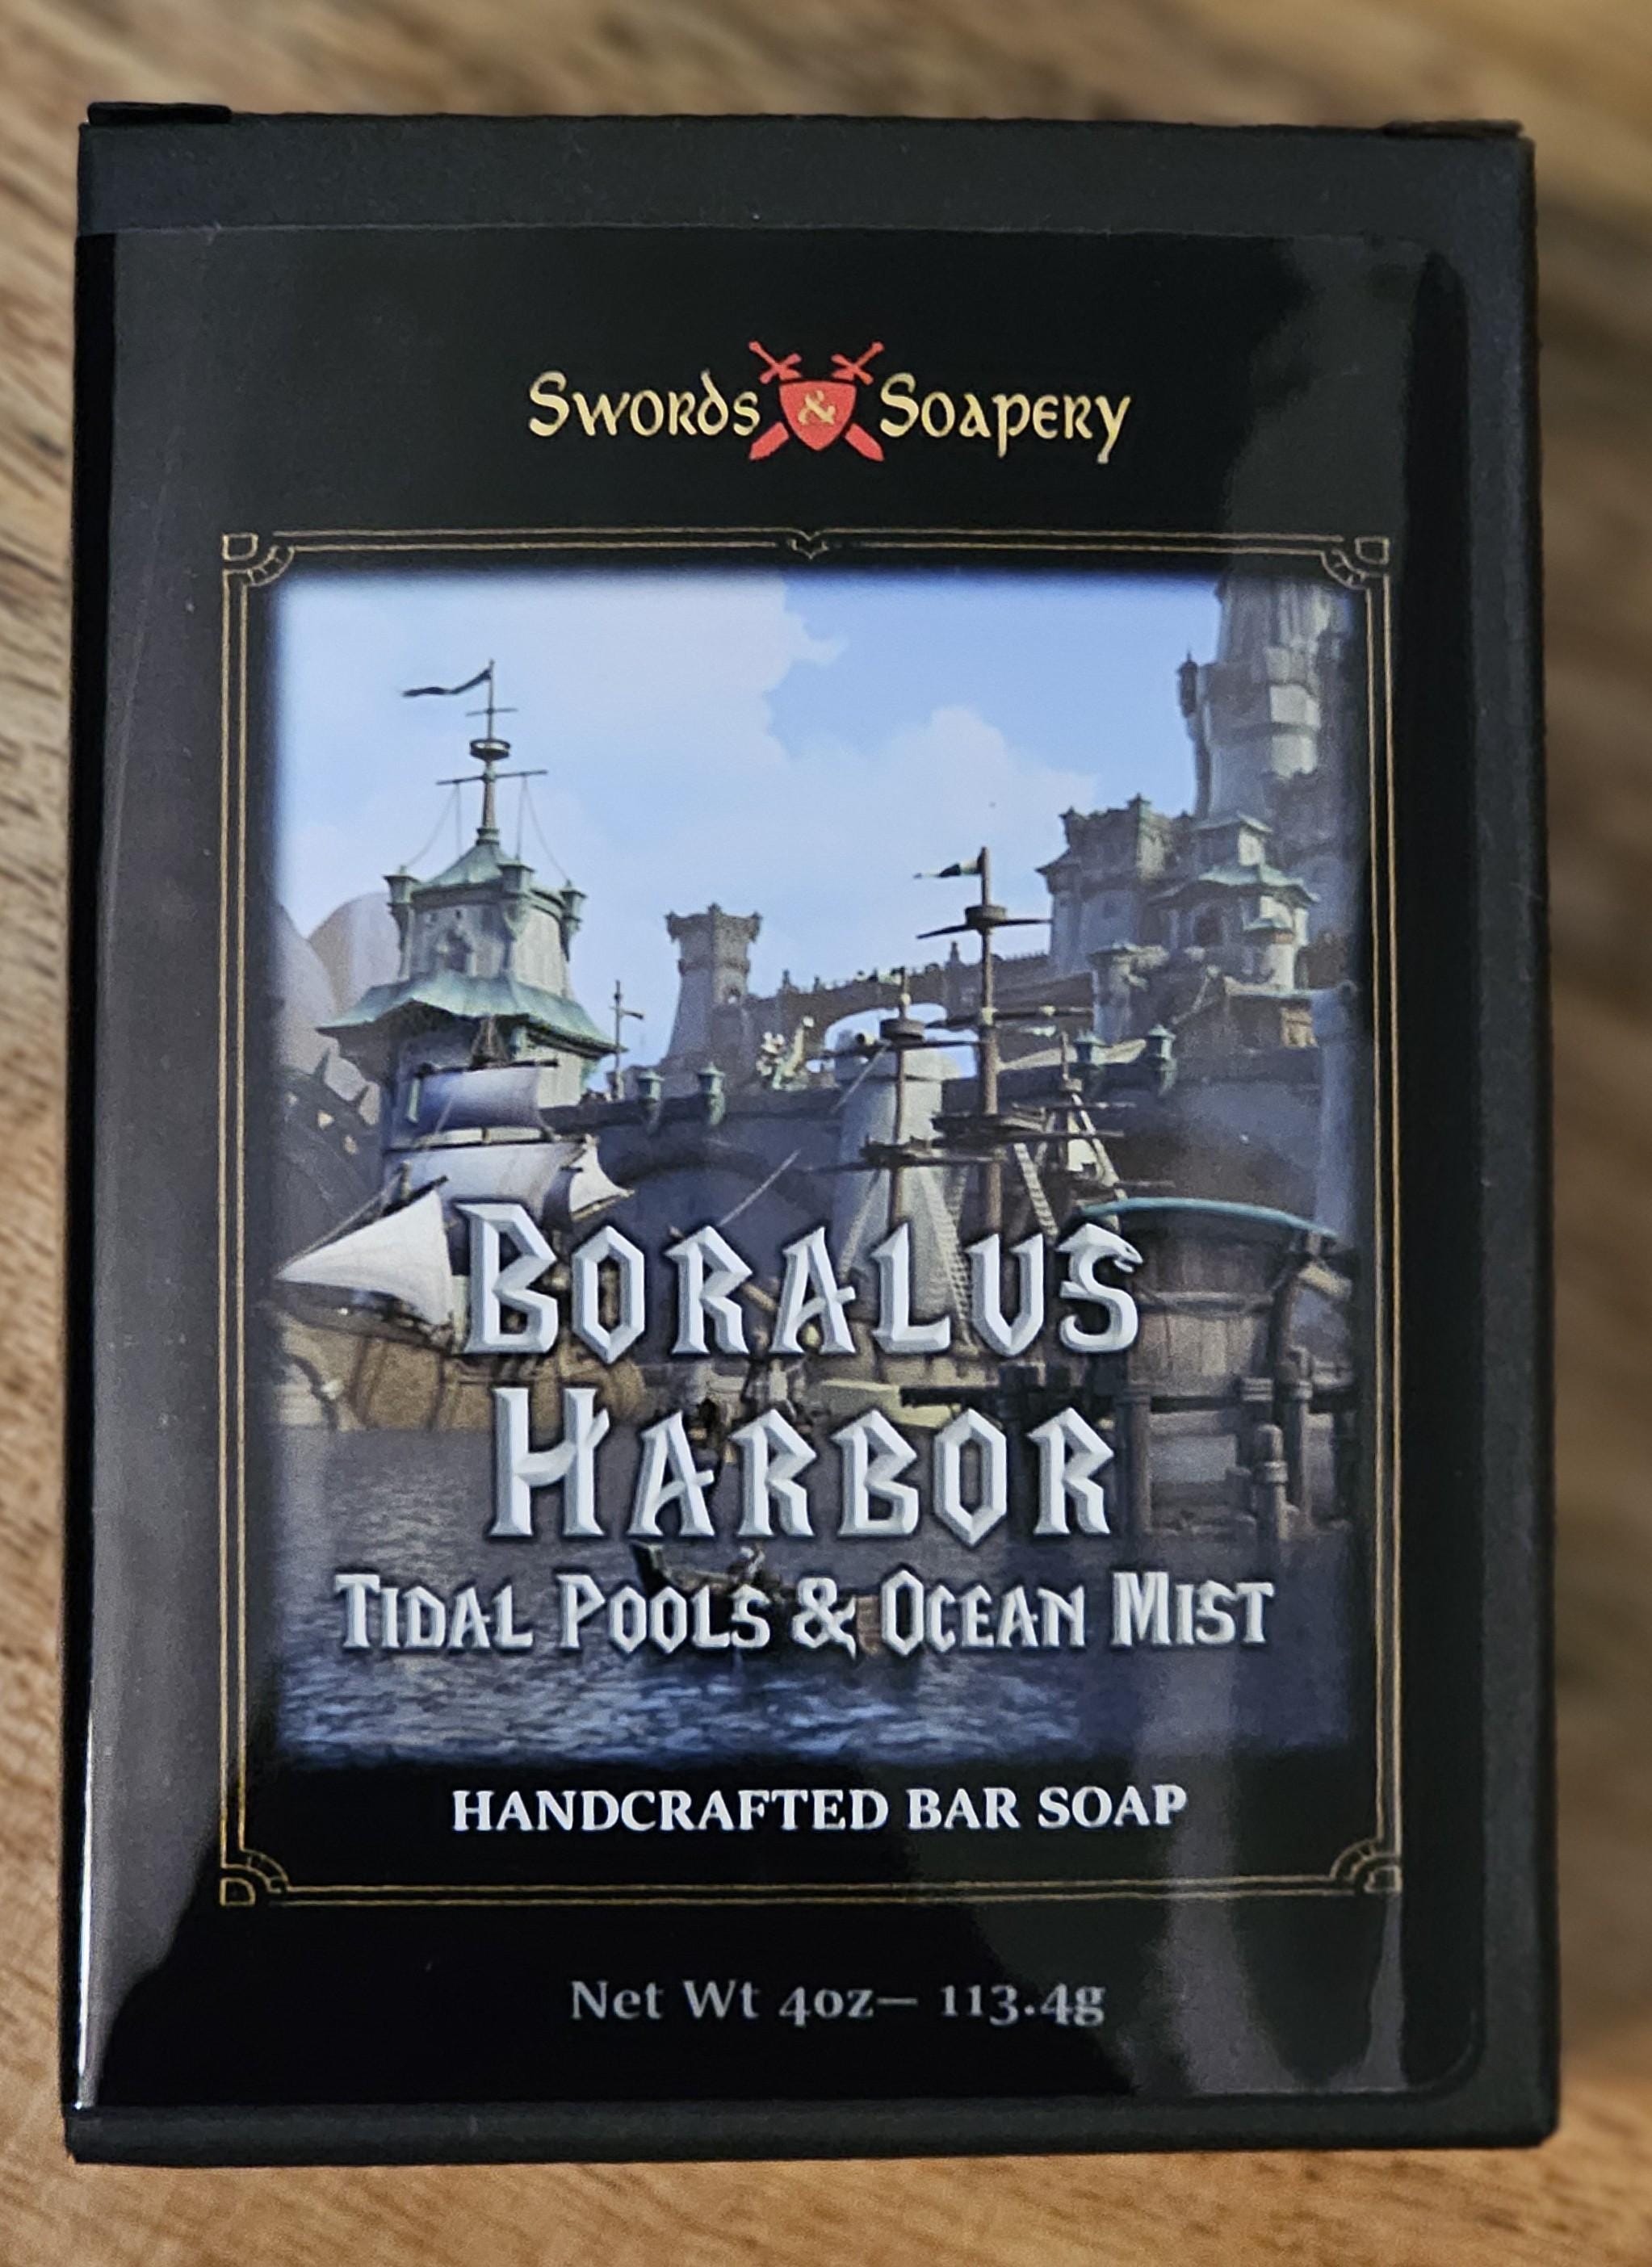 Swords & Soapery
Boralus
Harbor
Tidal Pools & Ocean Mist
HANDCRAFTED BAR SOAP
Net Wt 4oz— 113.4g